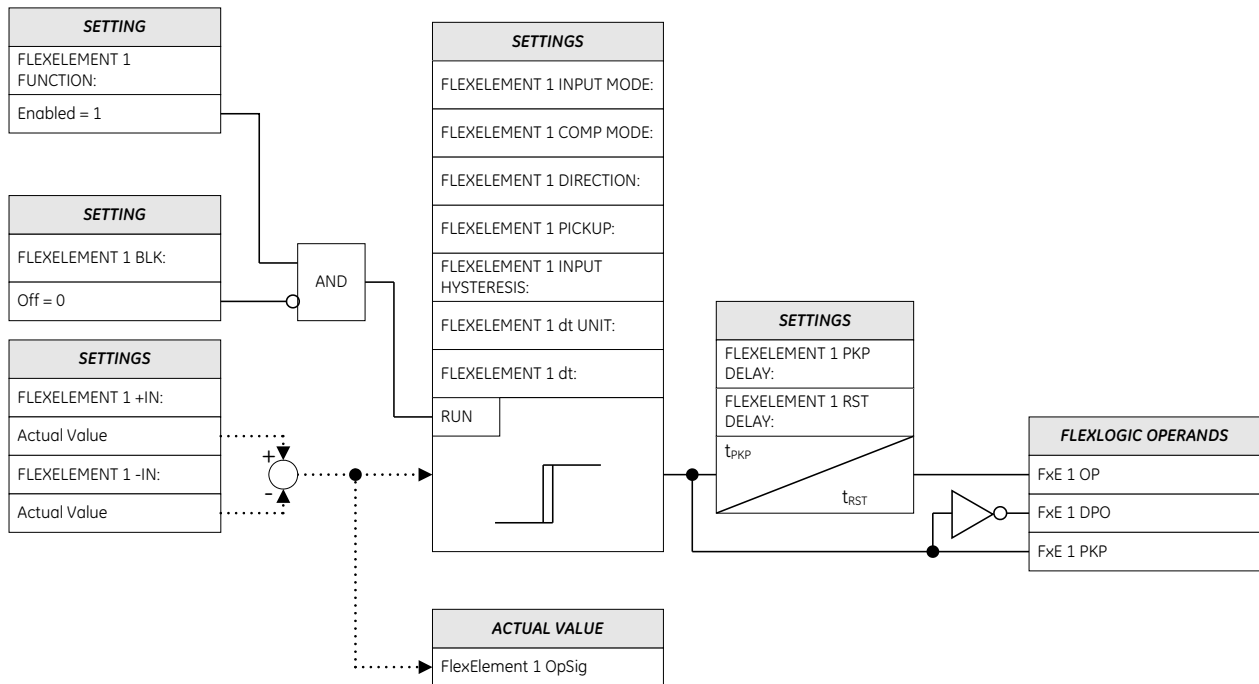 SETTING
FLEXELEMENT 1
FUNCTION:
Enabled = 1
SETTING
FLEXELEMENT 1 BLK:
Off = 0
SETTINGS
FLEXELEMENT 1 +IN:
Actual Value
FLEXELEMENT 1 -IN:
Actual Value
+
-
AND
SETTINGS
FLEXELEMENT 1 INPUT MODE:
FLEXELEMENT 1 COMP MODE:
FLEXELEMENT 1 DIRECTION:
FLEXELEMENT 1 PICKUP:
FLEXELEMENT 1 INPUT
HYSTERESIS:
FLEXELEMENT 1 dt UNIT:
FLEXELEMENT 1 dt:
RUN
ACTUAL VALUE
FlexElement 1 OpSig
SETTINGS
FLEXELEMENT 1 PKP
DELAY:
FLEXELEMENT 1 RST
DELAY:
tPKP
tRST
FLEXLOGIC OPERANDS
FxE 1 OP
FxE 1 DPO
FxE 1 PKP